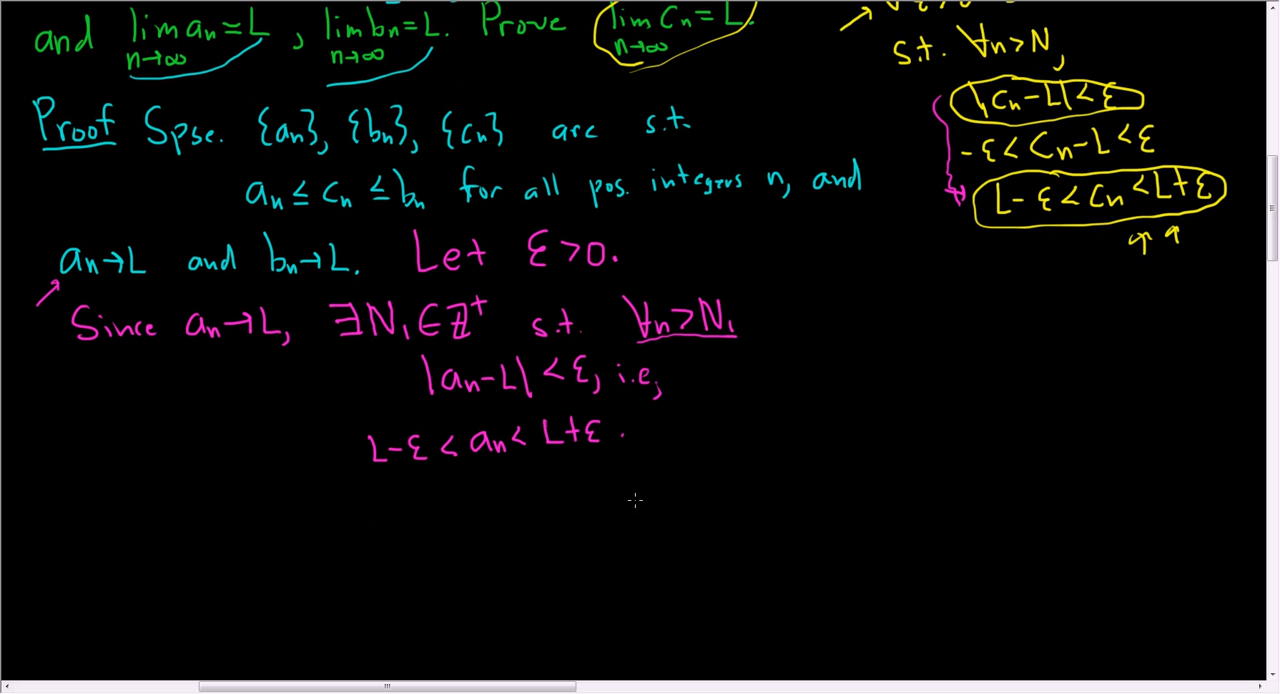 and lim aₙ = L, lim bₙ = L. Prove lim cₙ = L.
n→∞ n→∞ n→∞
Proof Spse. {aₙ}, {bₙ}, {cₙ} are s.t.
aₙ ≤ cₙ ≤ bₙ for all pos. integers n, and
aₙ→L and bₙ→L. Let ε>0.
Since aₙ→L, ∃N₁∈ℤ⁺ s.t. ∀n>N₁
|aₙ-L| < ε, i.e,
L-ε < aₙ < L+ε.
s.t. ∀n>N,
|cₙ-L|<ε
-ε < cₙ-L < ε
L-ε < cₙ < L+ε